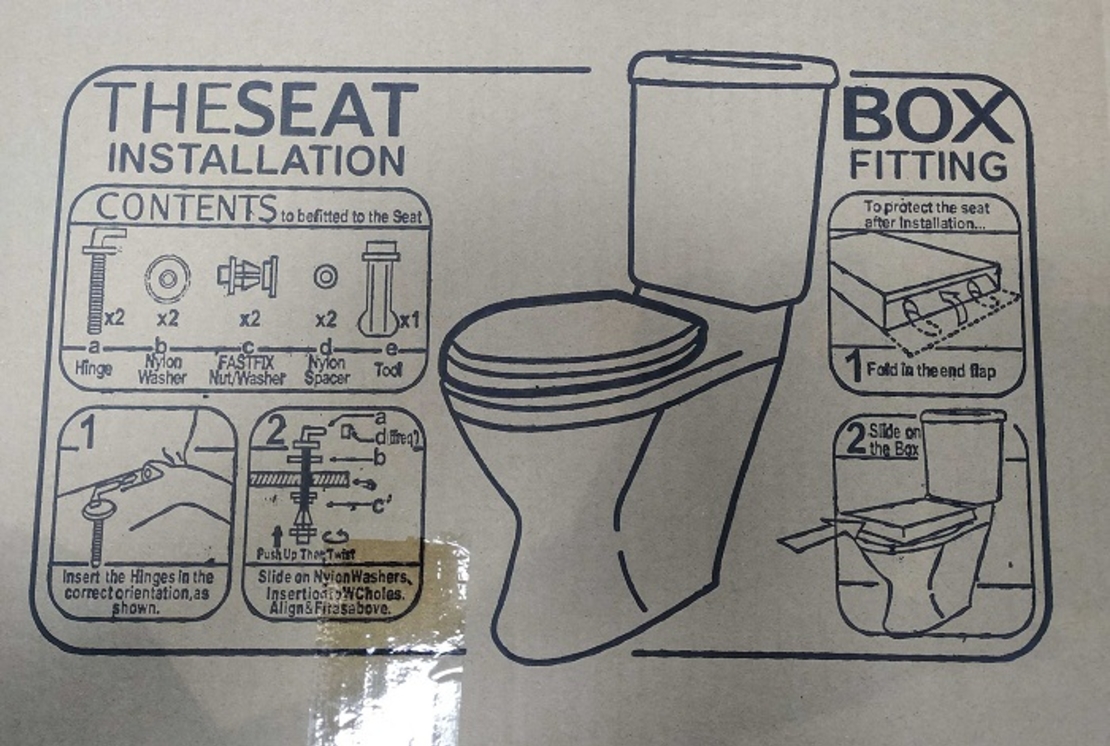 THESEAT
INSTALLATION
CONTENTS to befitted to the Seat
x2 x2 x2 x2 x1
a b c d e
Hinge Nylon Washer FASTFIX Nut/Washer Nylon Spacer Tool
1
Insert the Hinges in the
correct orientation,as
shown.
2
a
d
b
c
Push Up Then Twist
Slide on NylonWashers,
Align&Fitasabove.
BOX
FITTING
To protect the seat
after installation...
1 Fold in the end flap
2 Slide on
the Box